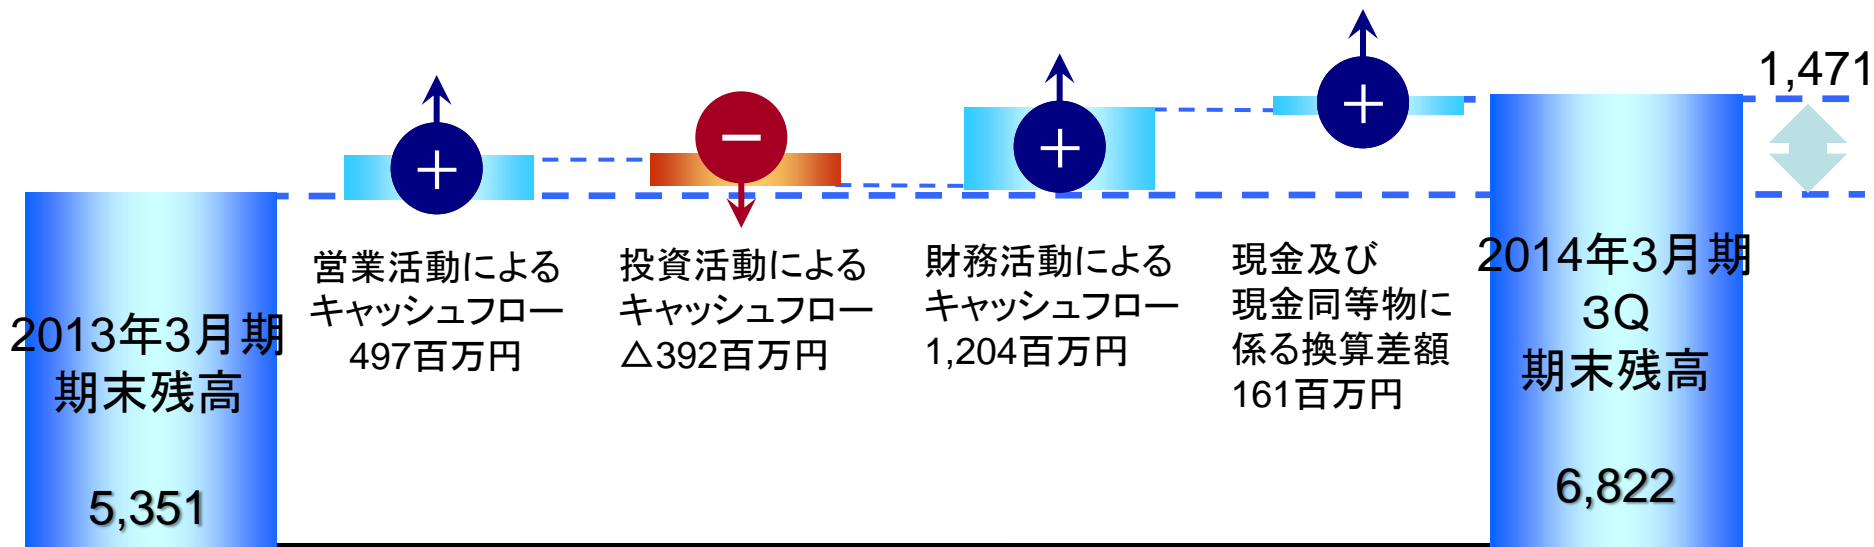 2013年3月期
期末残高
5,351
営業活動による
キャッシュフロー
497百万円
投資活動による
キャッシュフロー
△392百万円
財務活動による
キャッシュフロー
1,204百万円
現金及び
現金同等物に
係る換算差額
161百万円
2014年3月期
3Q
期末残高
6,822
1,471